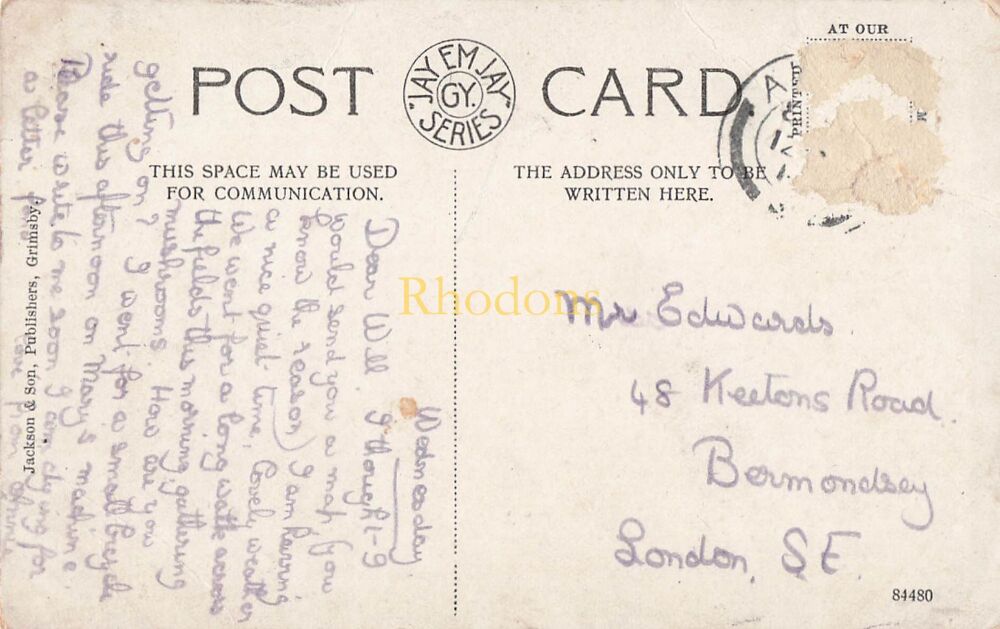 AT OUR
PRINTED
POST CARD.
"JAY EM JAY"
GY.
SERIES
THIS SPACE MAY BE USED
FOR COMMUNICATION.
THE ADDRESS ONLY TO BE
WRITTEN HERE.
Wednesday
Dear Will, I thought I
would send you a map (you
know the reason) I am having
a nice quiet time, Lovely weather
We went for a long walk across
the fields this morning, gathering
mushrooms How are you
getting on? I went for a small bicycle
ride this afternoon on Mary's machine.
Please write to me soon I am dying for
a letter
love from
Mr Edwards.
48 Keetons Road.
Bermondsey
London, S.E.
Jackson & Son, Publishers, Grimsby.
84480
Rhodons